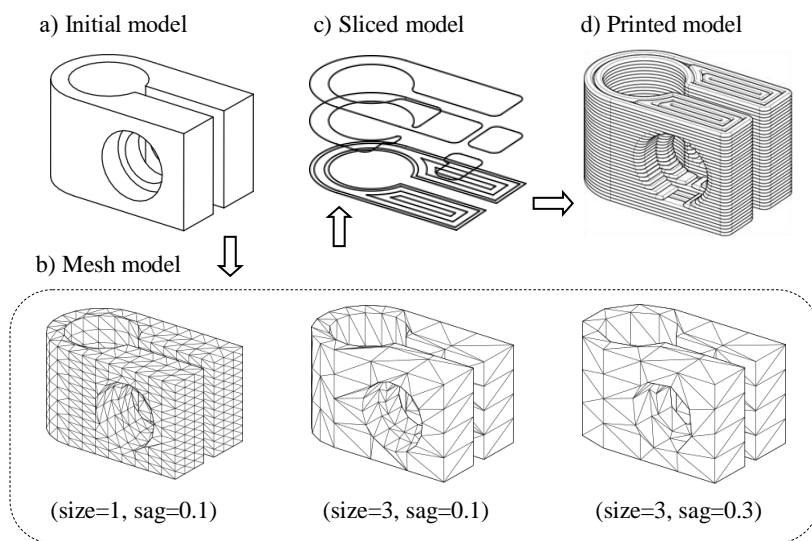 a) Initial model
c) Sliced model
d) Printed model
b) Mesh model
(size=1, sag=0.1)
(size=3, sag=0.1)
(size=3, sag=0.3)